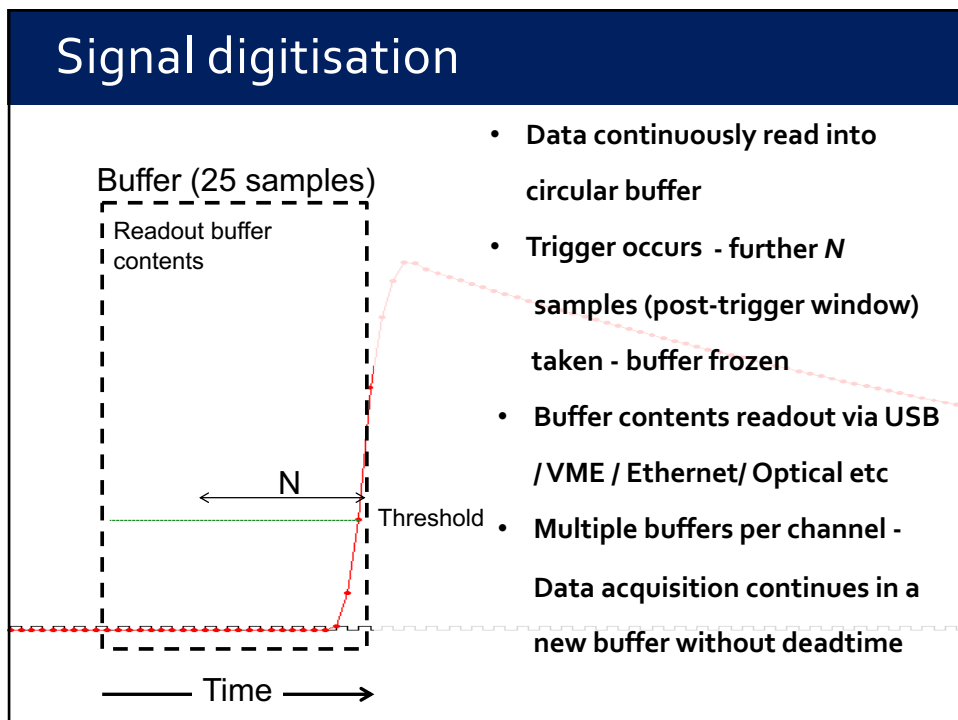 Signal digitisation
Buffer (25 samples)
Readout buffer
contents
N
Threshold
Time
• Data continuously read into
circular buffer
• Trigger occurs - further N
samples (post-trigger window)
taken - buffer frozen
• Buffer contents readout via USB
/ VME / Ethernet/ Optical etc
• Multiple buffers per channel -
Data acquisition continues in a
new buffer without deadtime